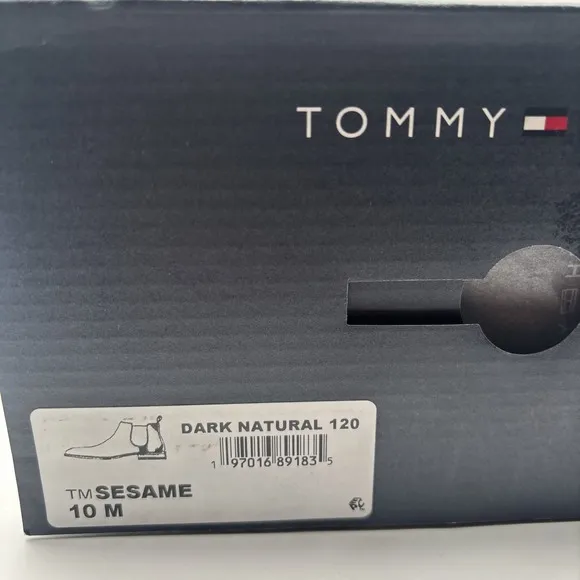 TOMMY
DARK NATURAL 120
1 97016 89183 5
TMSESAME
10 M